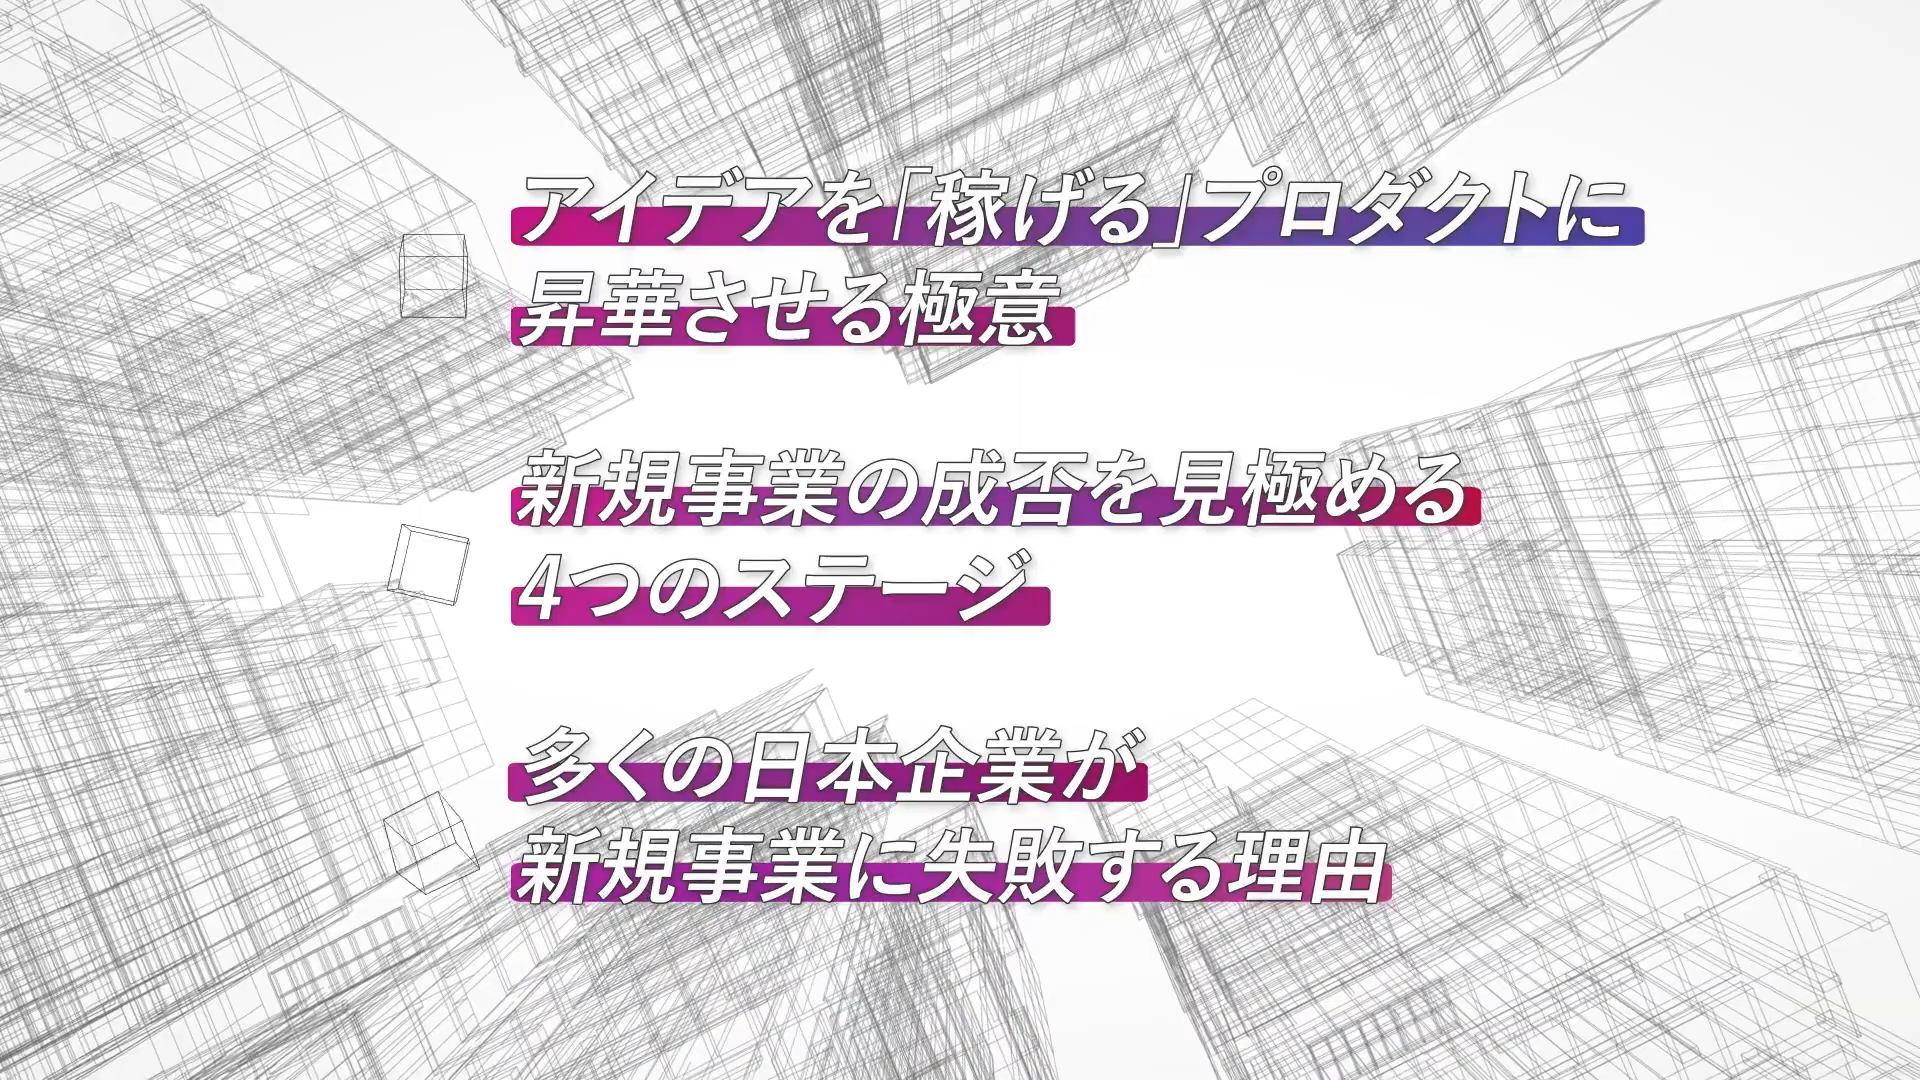 アイデアを「稼げる」プロダクトに
昇華させる極意
新規事業の成否を見極める
4つのステージ
多くの日本企業が
新規事業に失敗する理由